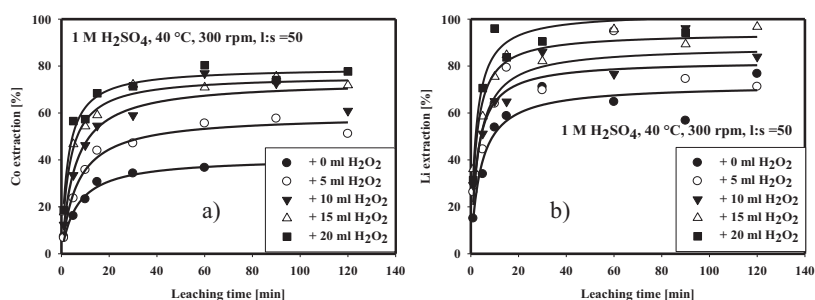 1 M H2SO4, 40 °C, 300 rpm, l:s =50
Co extraction [%]
100
80
60
40
20
0
a)
+ 0 ml H2O2
+ 5 ml H2O2
+ 10 ml H2O2
+ 15 ml H2O2
+ 20 ml H2O2
0 20 40 60 80 100 120 140
Leaching time [min]
Li extraction [%]
100
80
60
40
20
0
1 M H2SO4, 40 °C, 300 rpm, l:s =50
b)
+ 0 ml H2O2
+ 5 ml H2O2
+ 10 ml H2O2
+ 15 ml H2O2
+ 20 ml H2O2
0 20 40 60 80 100 120 140
Leaching time [min]